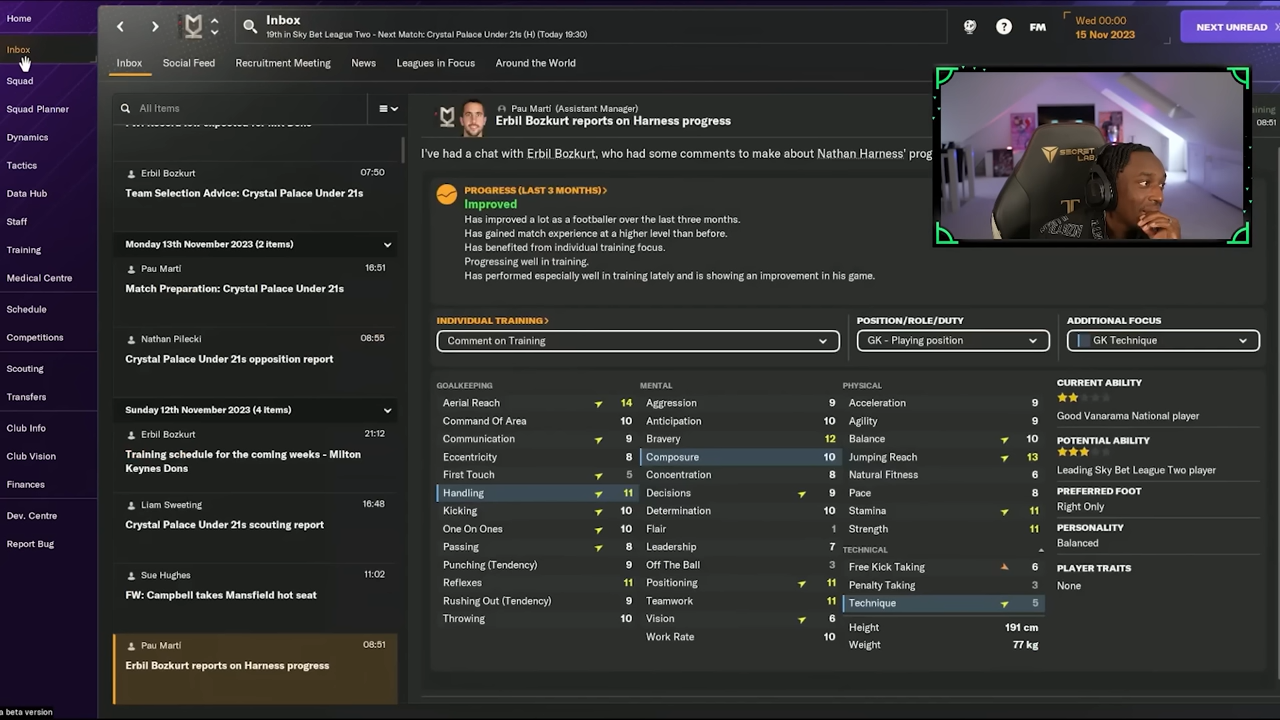 Home
Inbox
Squad
Squad Planner
Dynamics
Tactics
Data Hub
Staff
Training
Medical Centre
Schedule
Competitions
Scouting
Transfers
Club Info
Club Vision
Finances
Dev. Centre
Report Bug
a beta version
Inbox
19th in Sky Bet League Two - Next Match: Crystal Palace Under 21s (H) (Today 19:30)
FM
Wed 00:00
15 Nov 2023
NEXT UNREAD
Inbox Social Feed Recruitment Meeting News Leagues in Focus Around the World
All Items
Erbil Bozkurt 07:50
Team Selection Advice: Crystal Palace Under 21s
Monday 13th November 2023 (2 items)
Pau Martí 16:51
Match Preparation: Crystal Palace Under 21s
Nathan Pilecki 08:55
Crystal Palace Under 21s opposition report
Sunday 12th November 2023 (4 items)
Erbil Bozkurt 21:12
Training schedule for the coming weeks - Milton
Keynes Dons
Liam Sweeting 16:48
Crystal Palace Under 21s scouting report
Sue Hughes 11:02
FW: Campbell takes Mansfield hot seat
Pau Martí 08:51
Erbil Bozkurt reports on Harness progress
Pau Martí (Assistant Manager)
Erbil Bozkurt reports on Harness progress
08:51
I've had a chat with Erbil Bozkurt, who had some comments to make about Nathan Harness' prog
SECRET
LAB
PROGRESS (LAST 3 MONTHS)>
Improved
Has improved a lot as a footballer over the last three months.
Has gained match experience at a higher level than before.
Has benefited from individual training focus.
Progressing well in training.
Has performed especially well in training lately and is showing an improvement in his game.
INDIVIDUAL TRAINING> POSITION/ROLE/DUTY ADDITIONAL FOCUS
Comment on Training GK - Playing position GK Technique
GOALKEEPING
Aerial Reach 14
Command Of Area 10
Communication 9
Eccentricity 8
First Touch 5
Handling 11
Kicking 10
One On Ones 10
Passing 8
Punching (Tendency) 9
Reflexes 11
Rushing Out (Tendency) 9
Throwing 10
MENTAL
Aggression 9
Anticipation 10
Bravery 12
Composure 10
Concentration 8
Decisions 9
Determination 10
Flair 1
Leadership 7
Off The Ball 3
Positioning 11
Teamwork 11
Vision 6
Work Rate 10
PHYSICAL
Acceleration 9
Agility 9
Balance 10
Jumping Reach 13
Natural Fitness 6
Pace 8
Stamina 11
Strength 11
TECHNICAL
Free Kick Taking 6
Penalty Taking 3
Technique 5
Height 191 cm
Weight 77 kg
CURRENT ABILITY
Good Vanarama National player
POTENTIAL ABILITY
Leading Sky Bet League Two player
PREFERRED FOOT
Right Only
PERSONALITY
Balanced
PLAYER TRAITS
None